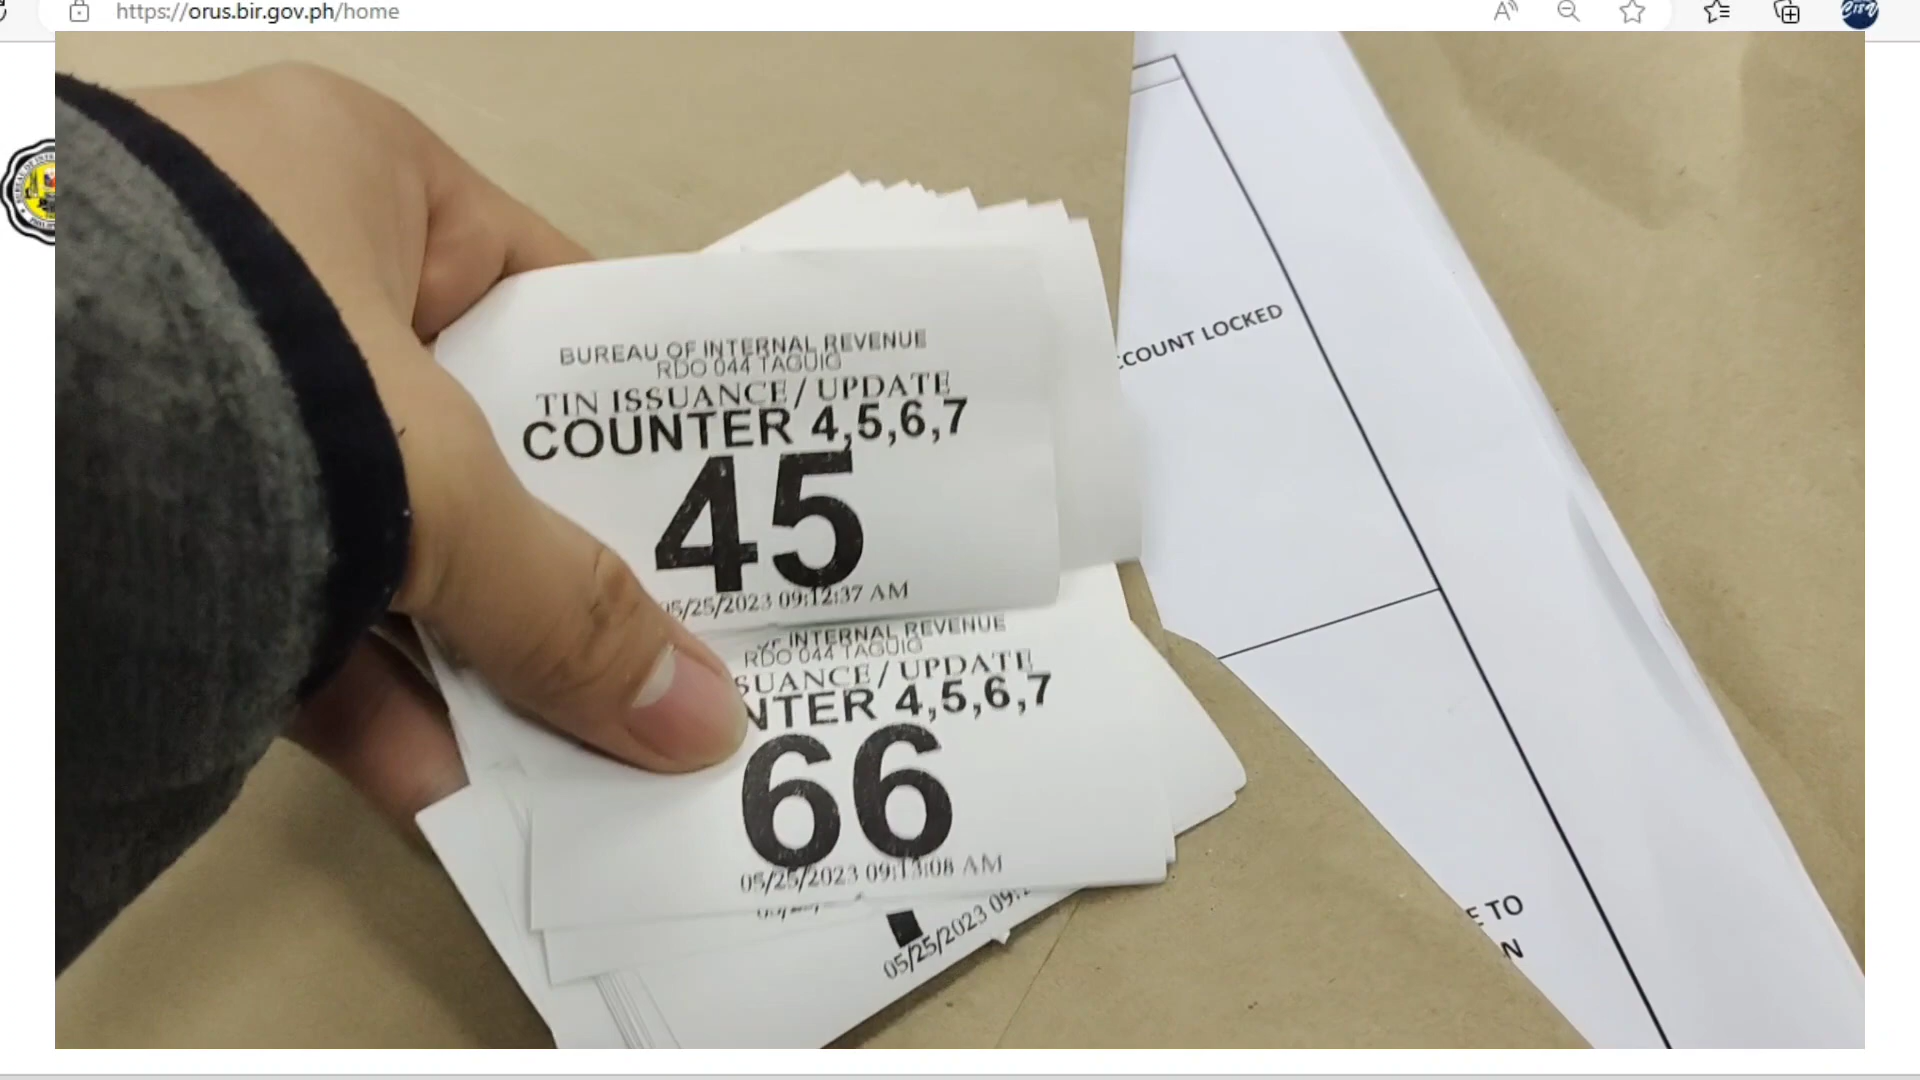 https://orus.bir.gov.ph/home
BUREAU OF INTERNAL REVENUE
RDO 044 TAGUIG
TIN ISSUANCE/ UPDATE
COUNTER 4,5,6,7
45
05/25/2023 09:12:37 AM
INTERNAL REVENUE
RDO 044 TAGUIG
SUANCE/ UPDATE
NTER 4,5,6,7
66
05/25/2023 09:13:08 AM
05/25/2023 09:
COUNT LOCKED
E TO
N